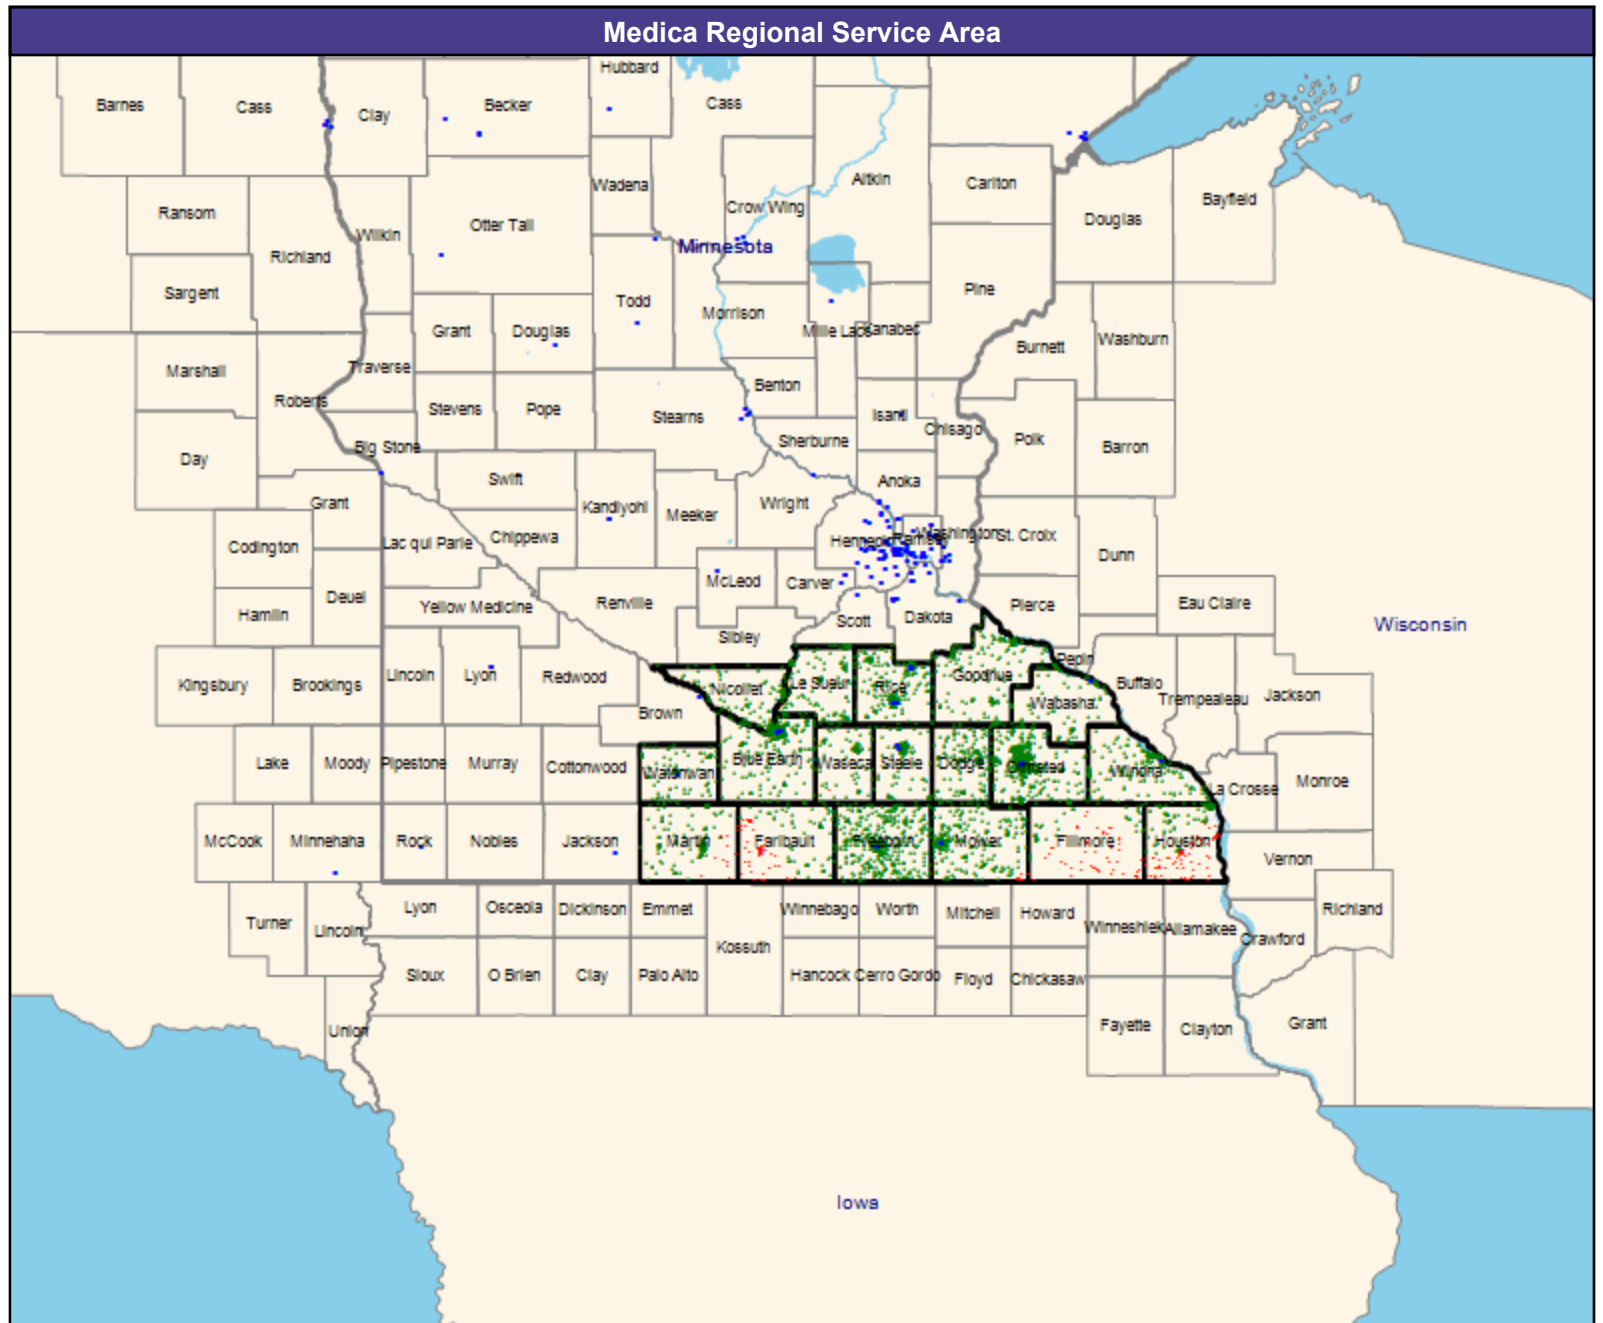 Medica Regional Service Area
Hubbard
Barnes
Cass
Clay
Becker
Cass
Wadena
Aitkin
Carlton
Ransom
Crow Wing
Douglas
Bayfield
Otter Tail
Wilkin
Minnesota
Richland
Sargent
Pine
Todd
Morrison
Grant
Douglas
Mille Lacs
Kanabec
Washburn
Burnett
Marshall
Traverse
Benton
Roberts
Stevens
Pope
Stearns
Isanti
Chisago
Polk
Barron
Sherburne
Big Stone
Day
Swift
Anoka
Grant
Kandiyohi
Meeker
Wright
Washington
St. Croix
Codington
Lac qui Parle
Chippewa
Hennepin
Ramsey
Dunn
McLeod
Carver
Deuel
Renville
Yellow Medicine
Pierce
Eau Claire
Hamlin
Scott
Dakota
Sibley
Wisconsin
Pepin
Lincoln
Lyon
Redwood
Goodhue
Kingsbury
Brookings
Nicollet
Le Sueur
Rice
Buffalo
Trempealeau
Jackson
Brown
Wabasha
Lake
Moody
Pipestone
Murray
Cottonwood
Watonwan
Blue Earth
Waseca
Steele
Dodge
Olmsted
Winona
La Crosse
Monroe
McCook
Minnehaha
Rock
Nobles
Jackson
Martin
Faribault
Freeborn
Mower
Fillmore
Houston
Vernon
Turner
Lincoln
Lyon
Osceola
Dickinson
Emmet
Winnebago
Worth
Mitchell
Howard
Winneshiek
Allamakee
Crawford
Richland
Kossuth
Sioux
O Brien
Clay
Palo Alto
Hancock
Cerro Gordo
Floyd
Chickasaw
Union
Fayette
Clayton
Grant
Iowa